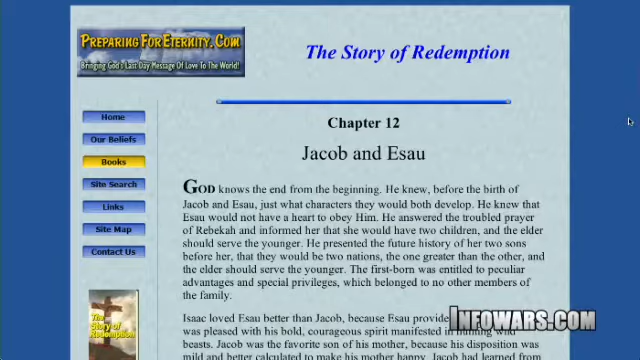 PREPARINGFORETERNITY.COM
BRINGING GOD'S LAST DAY MESSAGE OF LOVE TO THE WORLD!
The Story of Redemption
Chapter 12
Jacob and Esau
Home
Our Beliefs
Books
Site Search
Links
Site Map
Contact Us
The
Story of
Redemption
GOD knows the end from the beginning. He knew, before the birth of
Jacob and Esau, just what characters they would both develop. He knew that
Esau would not have a heart to obey Him. He answered the troubled prayer
of Rebekah and informed her that she would have two children, and the elder
should serve the younger. He presented the future history of her two sons
before her, that they would be two nations, the one greater than the other, and
the elder should serve the younger. The first-born was entitled to peculiar
advantages and special privileges, which belonged to no other members of
the family.
Isaac loved Esau better than Jacob, because Esau
was pleased with his bold, courageous spirit manifested in hunting wild
beasts. Jacob was the favorite son of his mother, because his disposition was
mild and better calculated to make his mother happy. Jacob had learned from
INFOWARS.COM